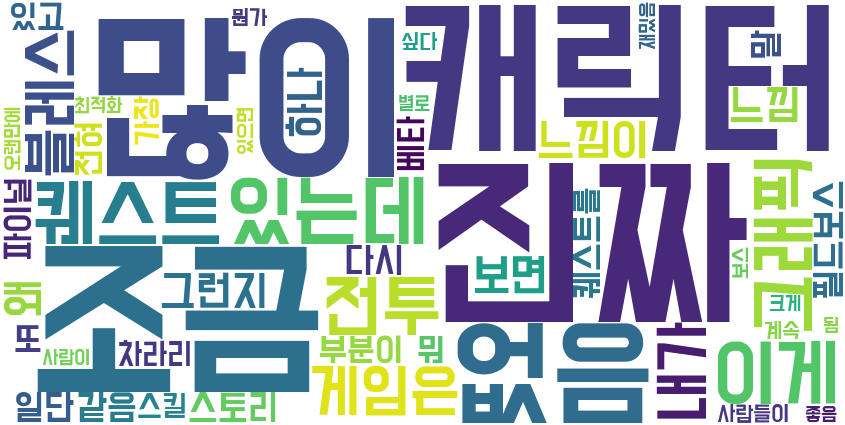 있고
뭔가
많이
캐릭터
싶다
재밌음
말
블레스
하나
느낌
오랜만에
최적화
가장
있으면
별로
베타
전혀
느낌이
진짜
그래픽
파이널
퀘스트
있는데
퀘스트를
필드보스
조금
다시
보면
보스
왜
그런지
전투
크게
또
없음
내가
이게
계속
됨
사람이
차라리
부분이
뭐
게임은
일단
같음
스킬
스토리
사람들이
좋음